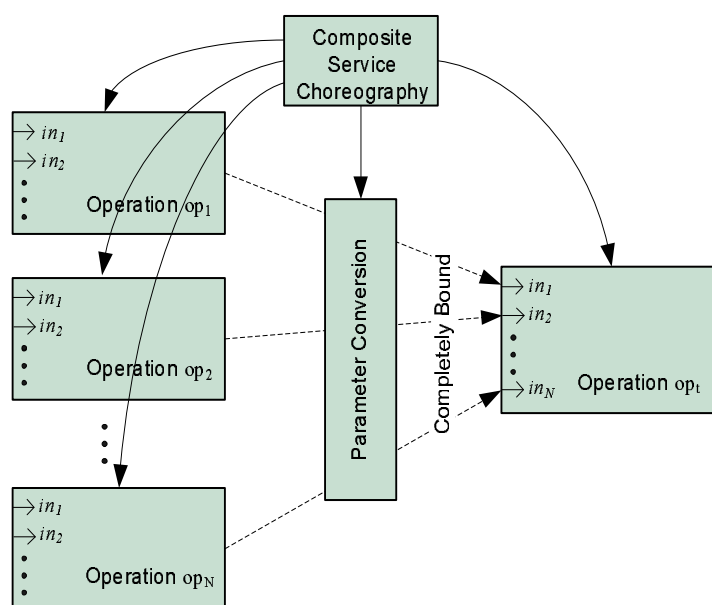 Composite
Service
Choreography
in1
in2
Operation op1
in1
in2
Operation op2
in1
in2
Operation opN
Parameter Conversion
Completely Bound
in1
in2
inN
Operation opt